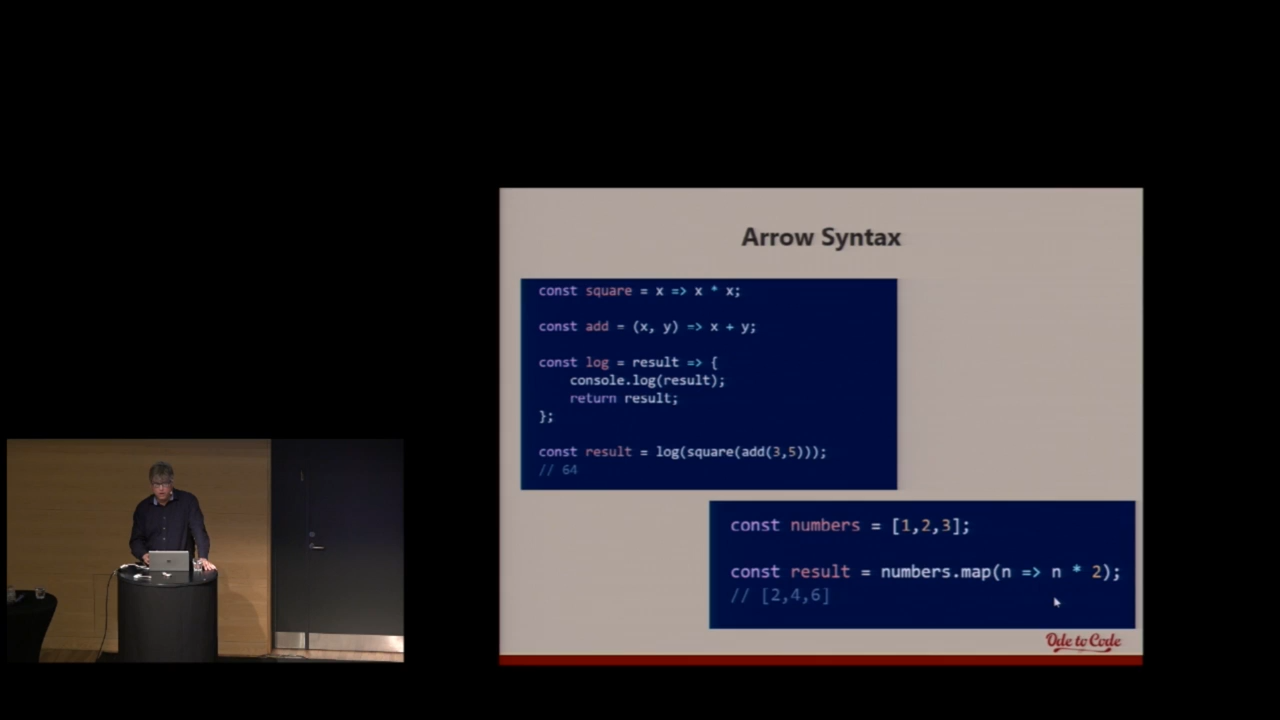 Arrow Syntax
const square = x => x * x;
const add = (x, y) => x + y;
const log = result => {
console.log(result);
return result;
};
const result = log(square(add(3,5)));
// 64
const numbers = [1,2,3];
const result = numbers.map(n => n * 2);
// [2,4,6]
Ode to Code